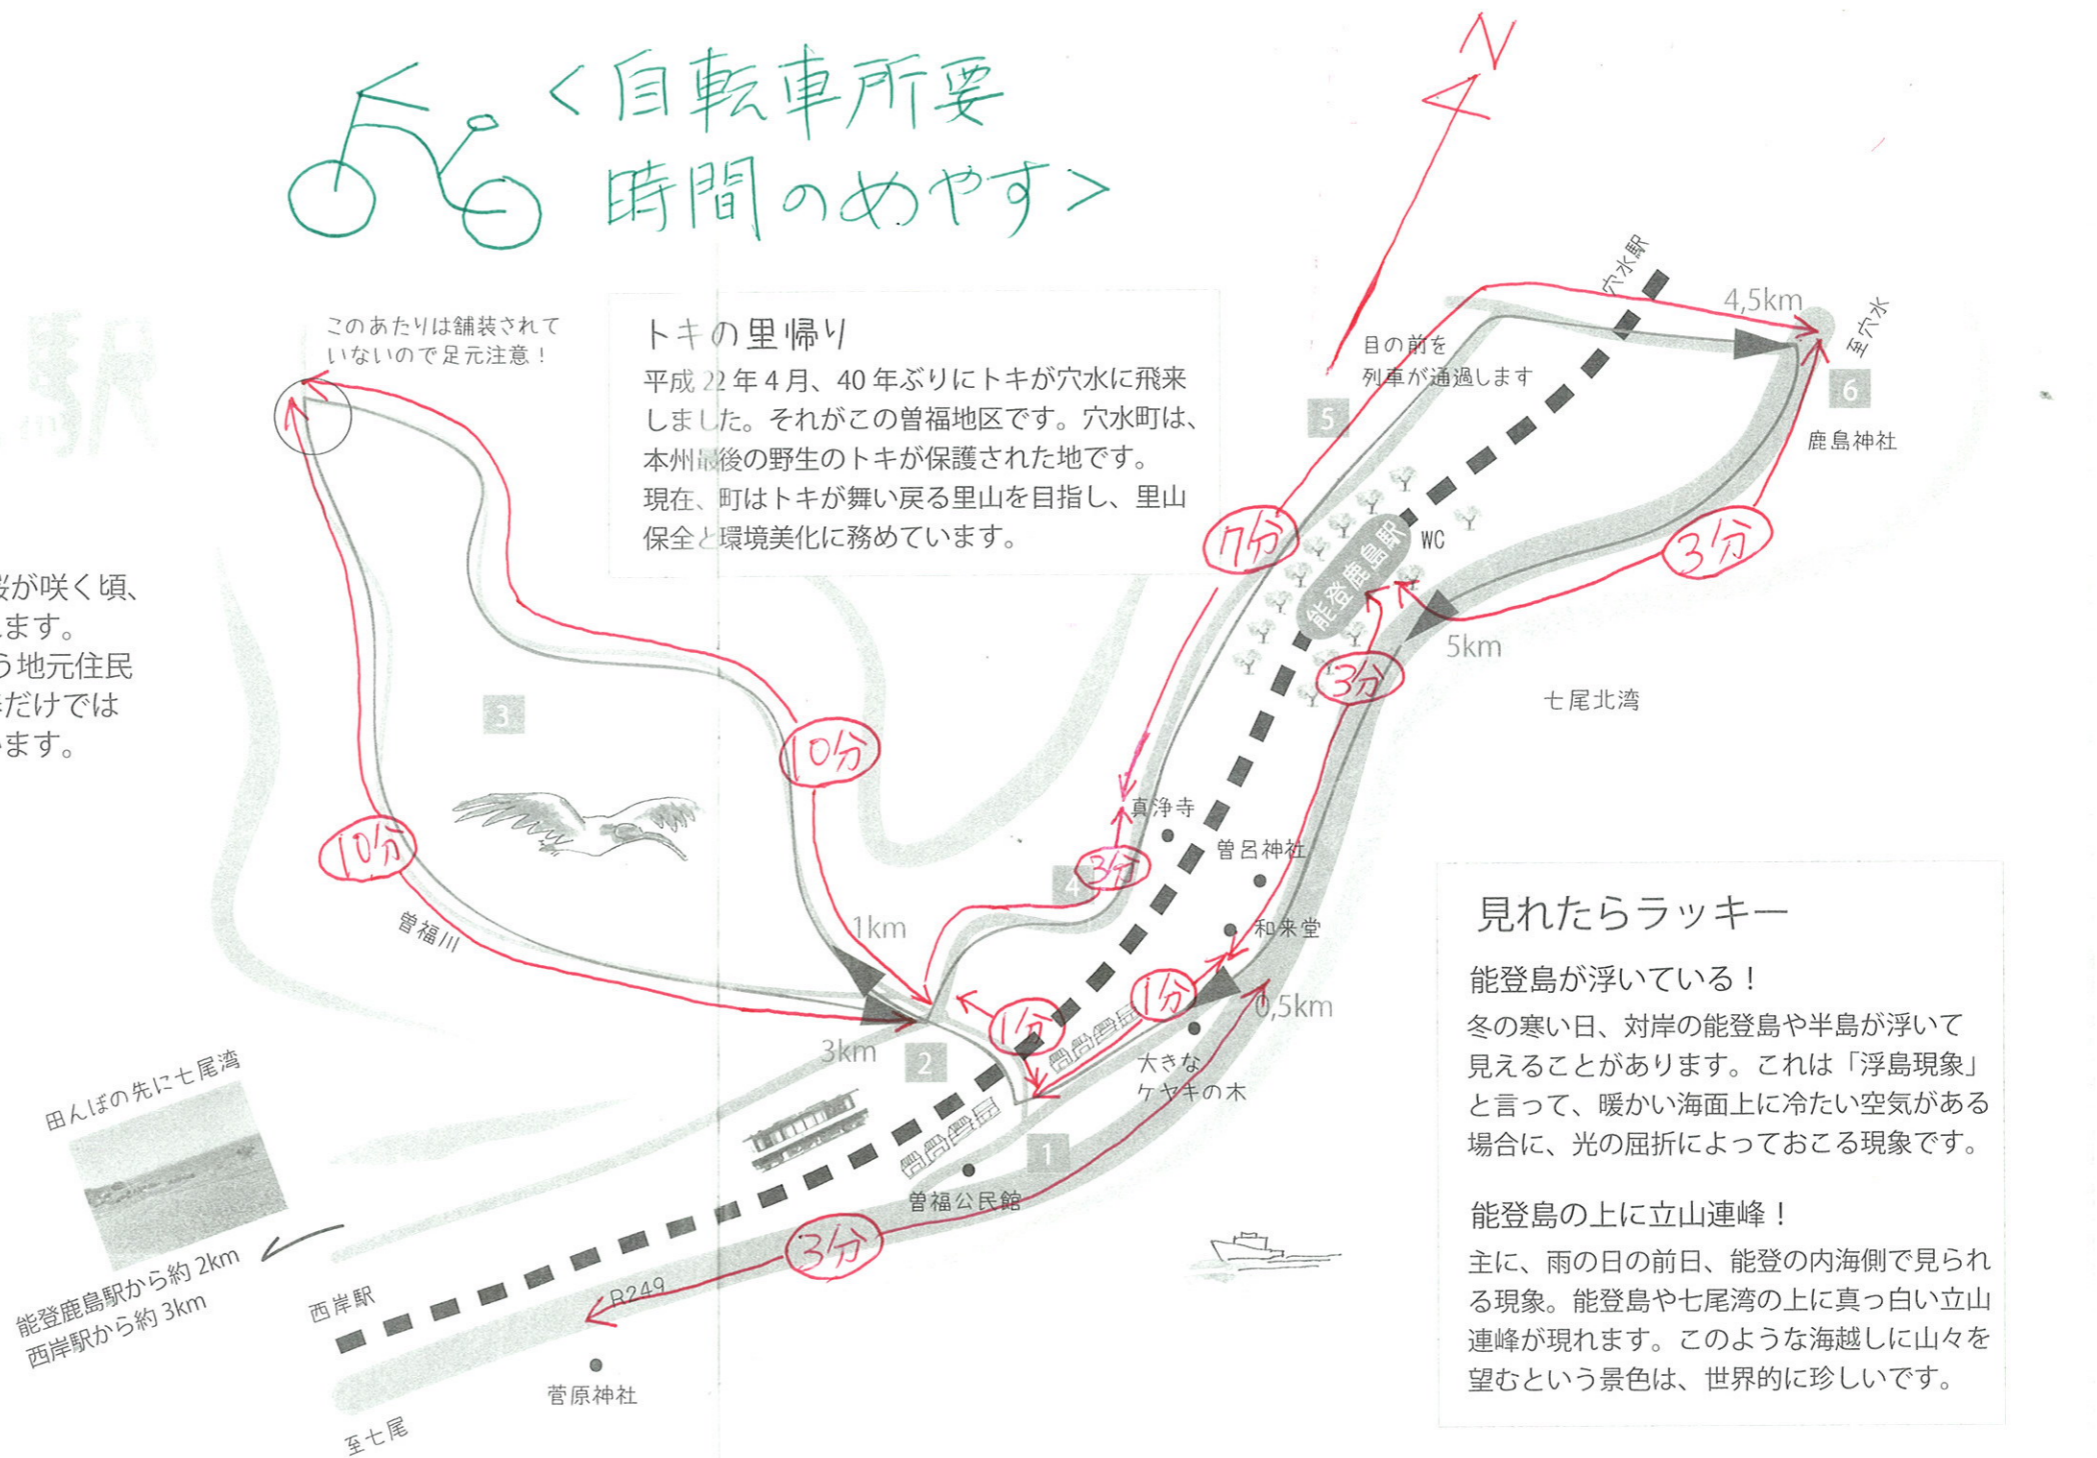 <自転車所要
時間のめやす>
N
このあたりは舗装されて
いないので足元注意！
トキの里帰り
平成22年4月、40年ぶりにトキが穴水に飛来
しました。それがこの曽福地区です。穴水町は、
本州最後の野生のトキが保護された地です。
現在、町はトキが舞い戻る里山を目指し、里山
保全と環境美化に務めています。
穴水駅
4,5km
至穴水
目の前を
列車が通過します
5
6
鹿島神社
7分
能登鹿島駅
WC
3分
3分
5km
七尾北湾
駅
桜が咲く頃、
ます。
う地元住民
だけでは
います。
3
10分
10分
曽福川
1km
3km
2
4
3分
真浄寺
曽呂神社
和来堂
1分
1分
0,5km
大きな
ケヤキの木
1
曽福公民館
3分
R249
田んぼの先に七尾湾
能登鹿島駅から約2km
西岸駅から約3km
西岸駅
至七尾
菅原神社
見れたらラッキー
能登島が浮いている！
冬の寒い日、対岸の能登島や半島が浮いて
見えることがあります。これは「浮島現象」
と言って、暖かい海面上に冷たい空気がある
場合に、光の屈折によっておこる現象です。
能登島の上に立山連峰！
主に、雨の日の前日、能登の内海側で見られ
る現象。能登島や七尾湾の上に真っ白い立山
連峰が現れます。このような海越しに山々を
望むという景色は、世界的に珍しいです。